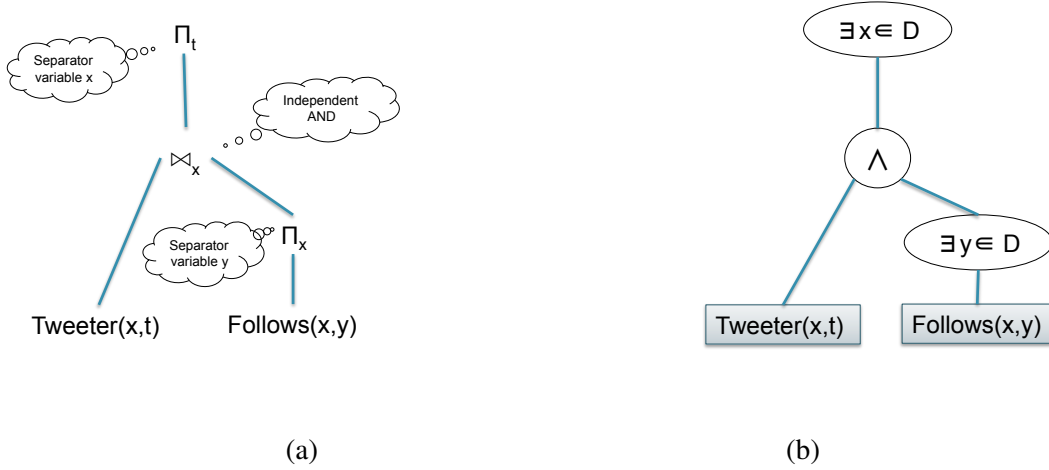 Π_t
Separator
variable x
Independent
AND
⋈_x
Separator
variable y
Π_x
Tweeter(x,t)
Follows(x,y)
(a)
∃ x ∈ D
∧
∃ y ∈ D
Tweeter(x,t)
Follows(x,y)
(b)